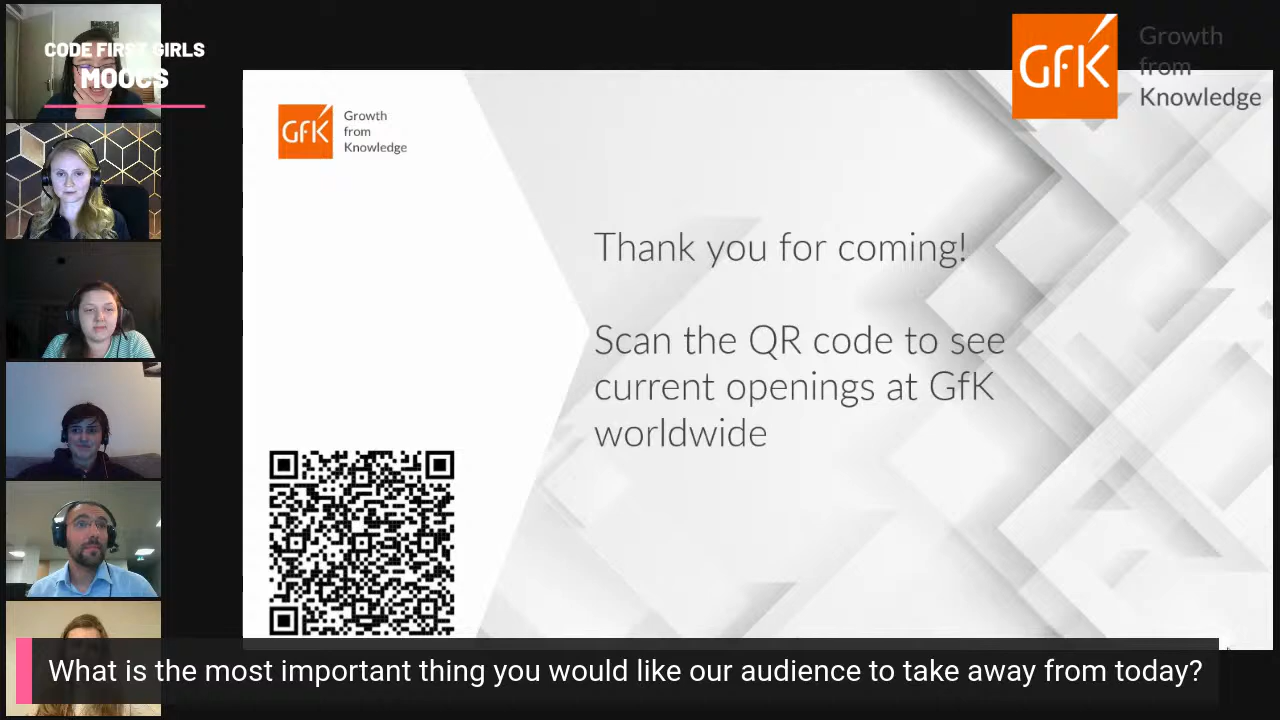 CODE FIRST GIRLS
MOOCS
GfK
Growth
from
Knowledge
GfK
Growth
from
Knowledge
Thank you for coming!
Scan the QR code to see
current openings at GfK
worldwide
What is the most important thing you would like our audience to take away from today?